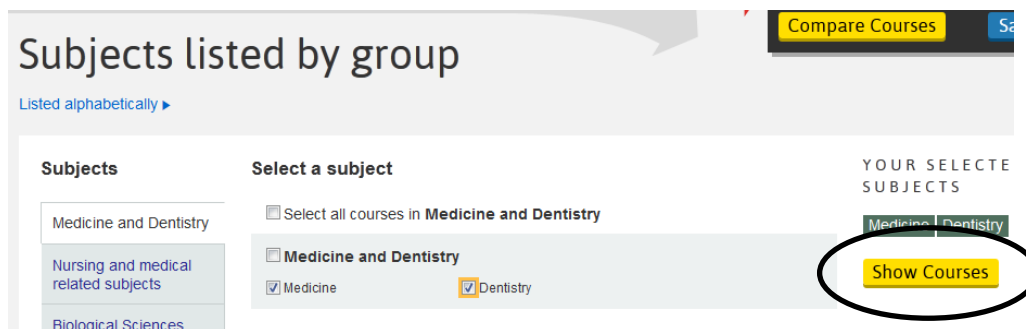 Compare Courses
Sa
Subjects listed by group
Listed alphabetically ▸
Subjects
Select a subject
YOUR SELECTE
SUBJECTS
Select all courses in Medicine and Dentistry
Medicine and Dentistry
Medicine Dentistry
Medicine and Dentistry
Show Courses
Nursing and medical
related subjects
Medicine Dentistry
Biological Sciences